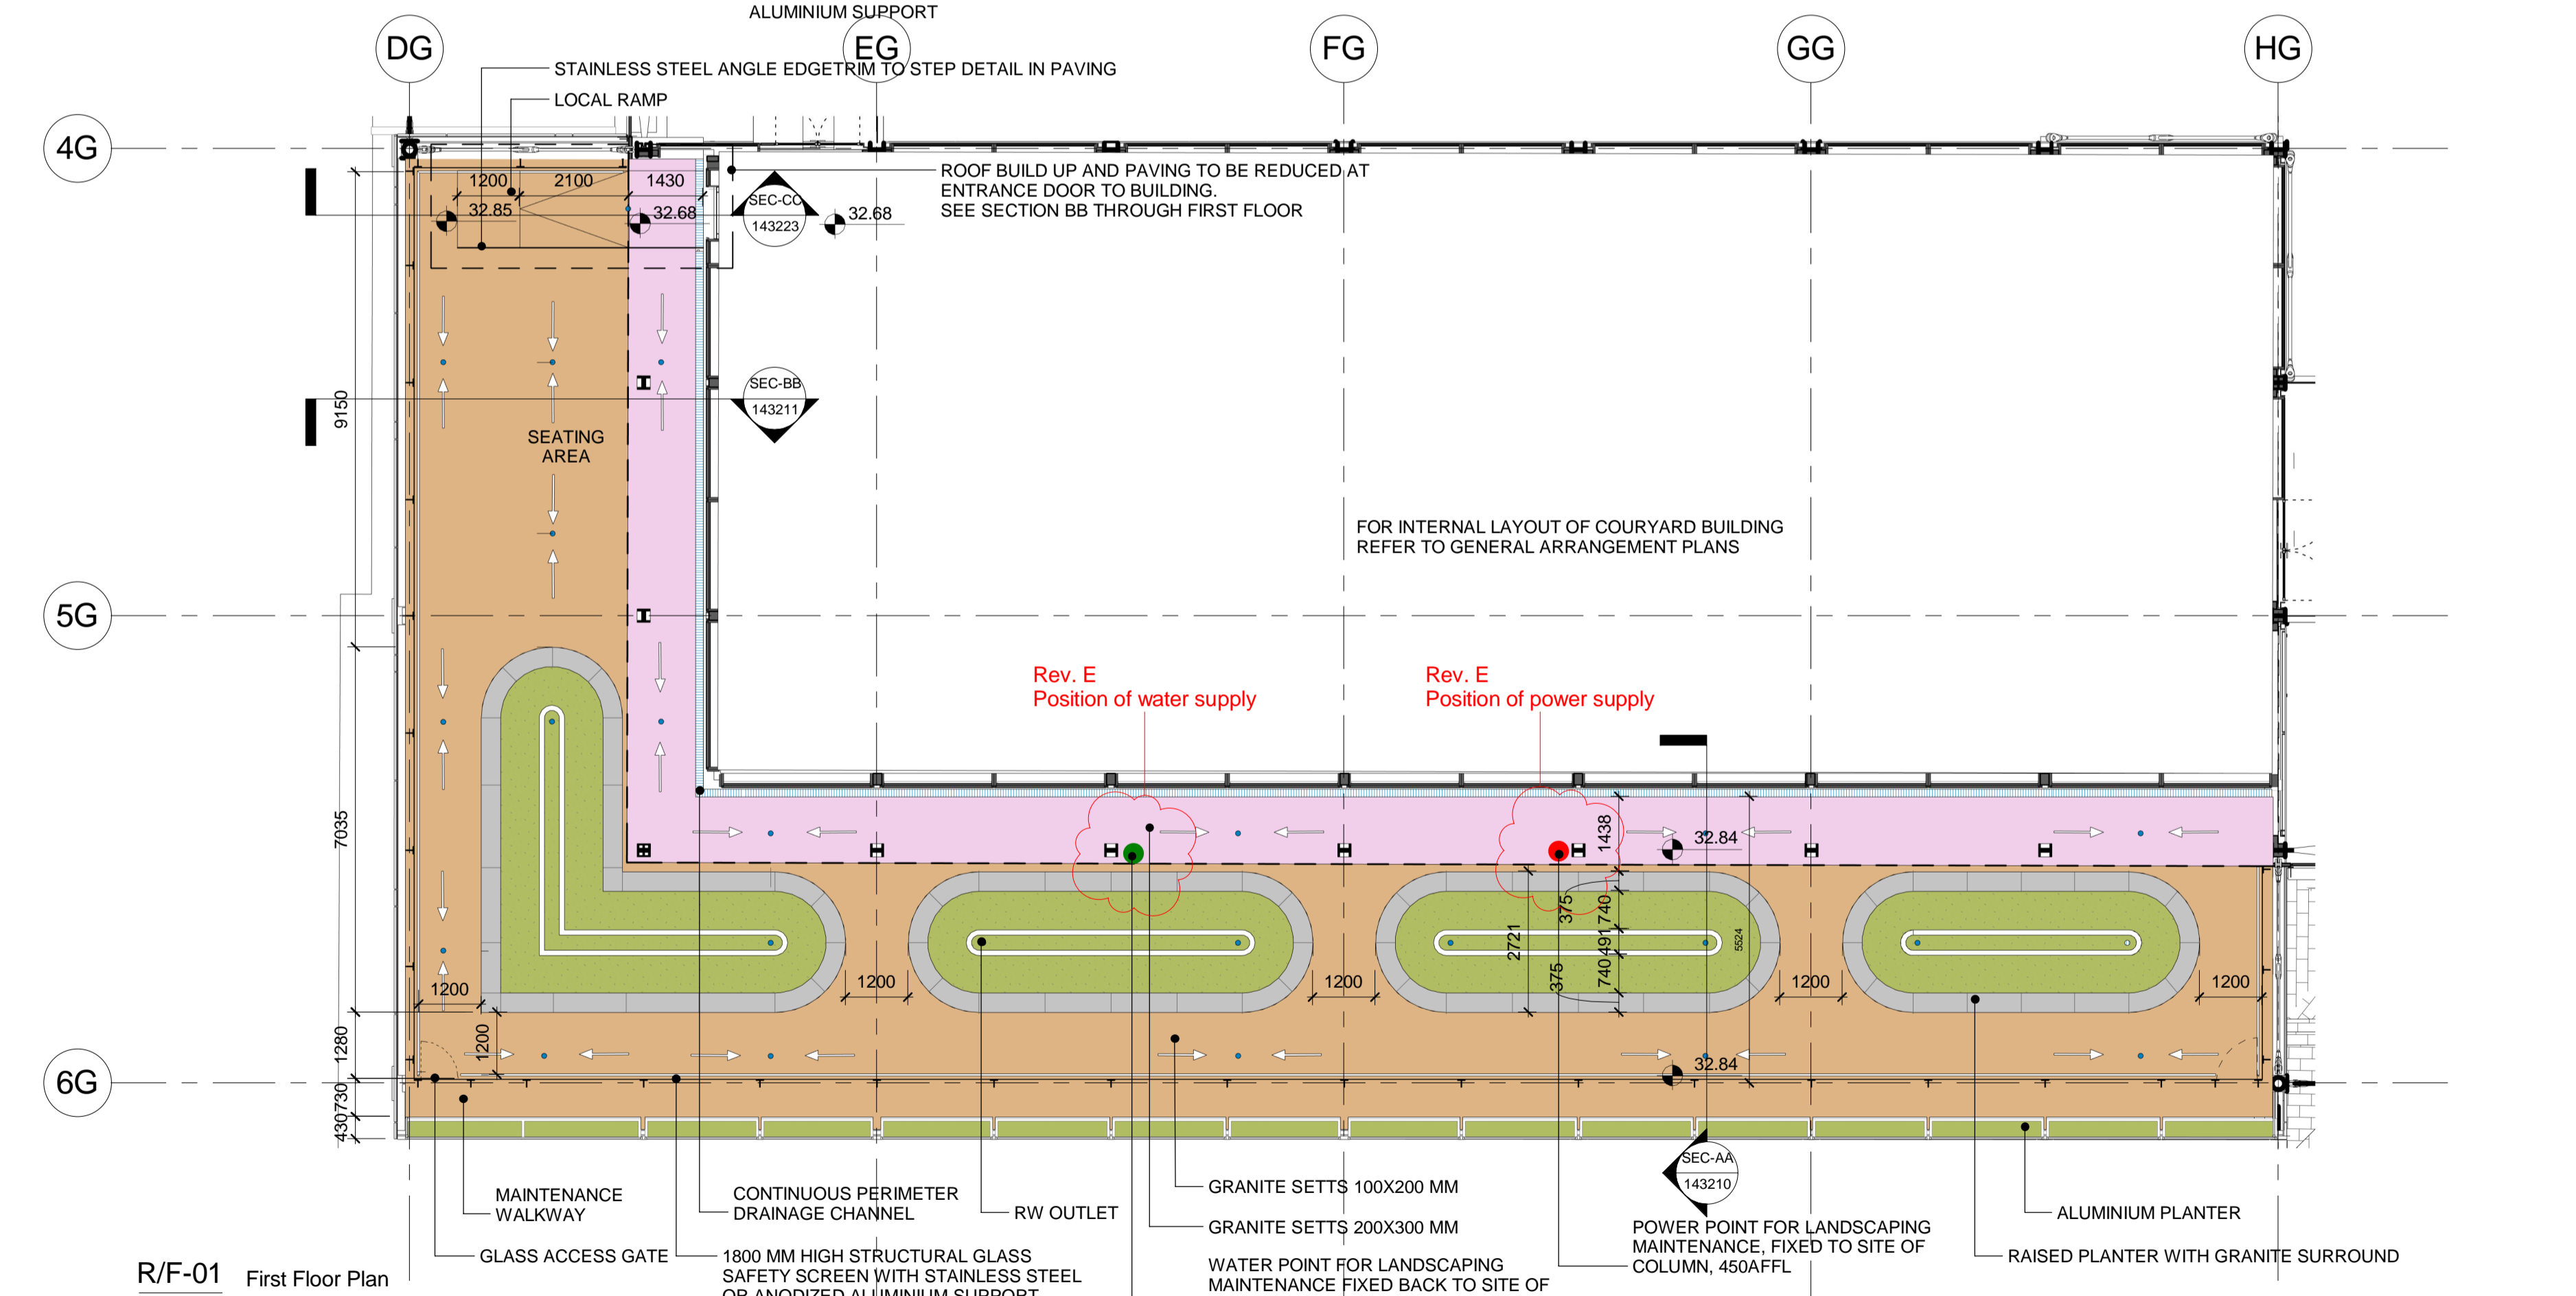 ALUMINIUM SUPPORT
DG
EG
FG
GG
HG
STAINLESS STEEL ANGLE EDGETRIM TO STEP DETAIL IN PAVING
LOCAL RAMP
4G
ROOF BUILD UP AND PAVING TO BE REDUCED AT
ENTRANCE DOOR TO BUILDING.
SEE SECTION BB THROUGH FIRST FLOOR
1200
2100
1430
32.85
32.68
SEC-CC
143223
32.68
SEC-BB
143211
9150
SEATING
AREA
FOR INTERNAL LAYOUT OF COURYARD BUILDING
REFER TO GENERAL ARRANGEMENT PLANS
5G
Rev. E
Position of water supply
Rev. E
Position of power supply
7035
1438
32.84
375
740
2721
491
5524
375
740
1200
1200
1200
1200
1200
1280
1200
32.84
6G
730
430
SEC-AA
143210
MAINTENANCE
WALKWAY
CONTINUOUS PERIMETER
DRAINAGE CHANNEL
RW OUTLET
GRANITE SETTS 100X200 MM
GRANITE SETTS 200X300 MM
ALUMINIUM PLANTER
POWER POINT FOR LANDSCAPING
MAINTENANCE, FIXED TO SITE OF
COLUMN, 450AFFL
GLASS ACCESS GATE
1800 MM HIGH STRUCTURAL GLASS
SAFETY SCREEN WITH STAINLESS STEEL
OR ANODIZED ALUMINIUM SUPPORT
WATER POINT FOR LANDSCAPING
MAINTENANCE FIXED BACK TO SITE OF
RAISED PLANTER WITH GRANITE SURROUND
R/F-01 First Floor Plan